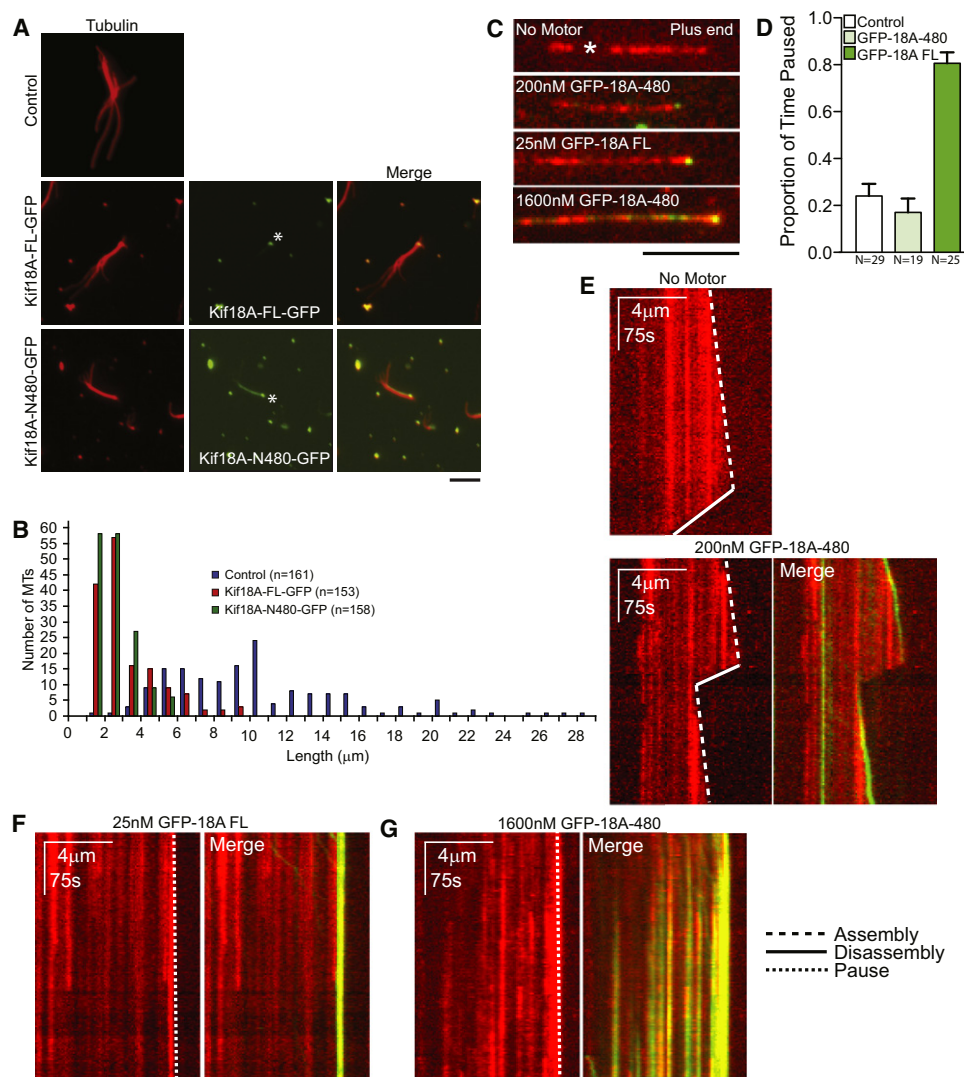 A
Tubulin
Control
Kif18A-FL-GFP
Merge
*
Kif18A-FL-GFP
Kif18A-N480-GFP
*
Kif18A-N480-GFP
B
Number of MTs
60
55
50
45
40
35
30
25
20
15
10
5
0
Control (n=161)
Kif18A-FL-GFP (n=153)
Kif18A-N480-GFP (n=158)
0 2 4 6 8 10 12 14 16 18 20 22 24 26 28
Length (μm)
C
No Motor * Plus end
200nM GFP-18A-480
25nM GFP-18A FL
1600nM GFP-18A-480
D
Control
GFP-18A-480
GFP-18A FL
Proportion of Time Paused
1.0
0.8
0.6
0.4
0.2
0.0
N=29 N=19 N=25
E
No Motor
4μm
75s
200nM GFP-18A-480
4μm
75s
Merge
F
25nM GFP-18A FL
4μm
75s
Merge
G
1600nM GFP-18A-480
4μm
75s
Merge
Assembly
Disassembly
Pause